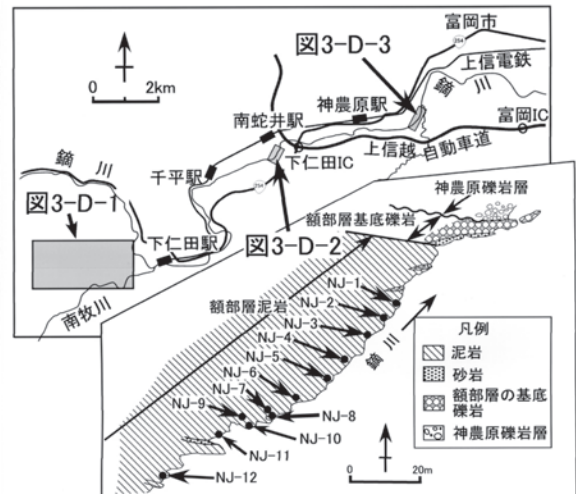 富岡市
254
上信電鉄
図3-D-3
鏑川
0 2km
神農原駅
富岡IC
南蛇井駅
上信越自動車道
下仁田IC
鏑川
千平駅
254
図3-D-1
下仁田駅
図3-D-2
南牧川
神農原礫岩層
額部層基底礫岩
額部層泥岩
NJ-1
NJ-2
NJ-3
NJ-4
NJ-5
NJ-6
NJ-7
NJ-8
NJ-9
NJ-10
NJ-11
NJ-12
鏑川
凡例
泥岩
砂岩
額部層の基底
礫岩
神農原礫岩層
0 20m